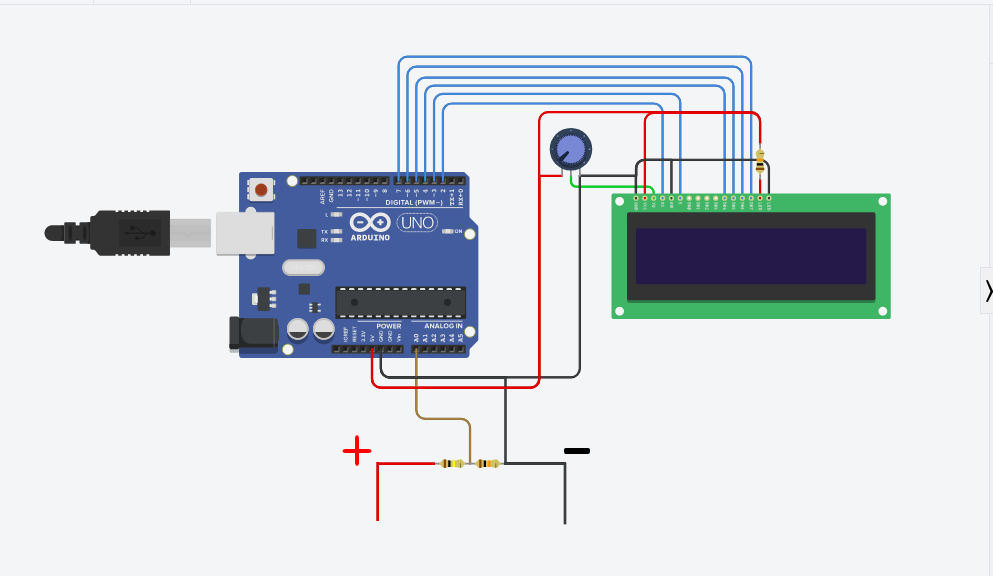 AREF
GND
13
12
~11
~10
~9
8
7
~6
~5
4
~3
2
TX→1
RX←0
DIGITAL (PWM~)
L
TX
RX
ARDUINO
UNO
ON
POWER
ANALOG IN
IOREF
RESET
3.3V
5V
GND
GND
Vin
A0
A1
A2
A3
A4
A5
+
-